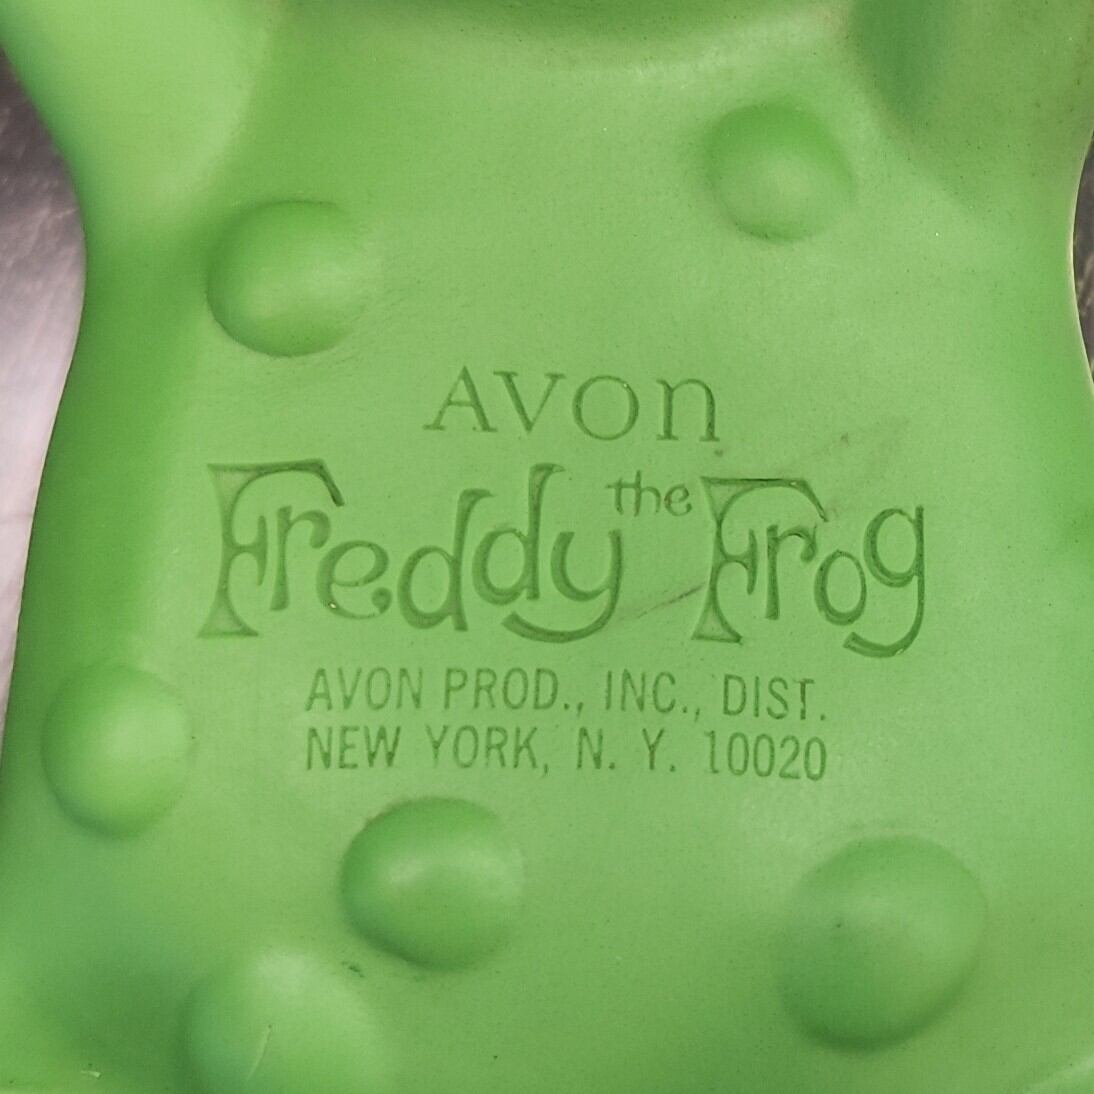 AVON
Freddy the Frog
AVON PROD., INC., DIST.
NEW YORK, N. Y. 10020